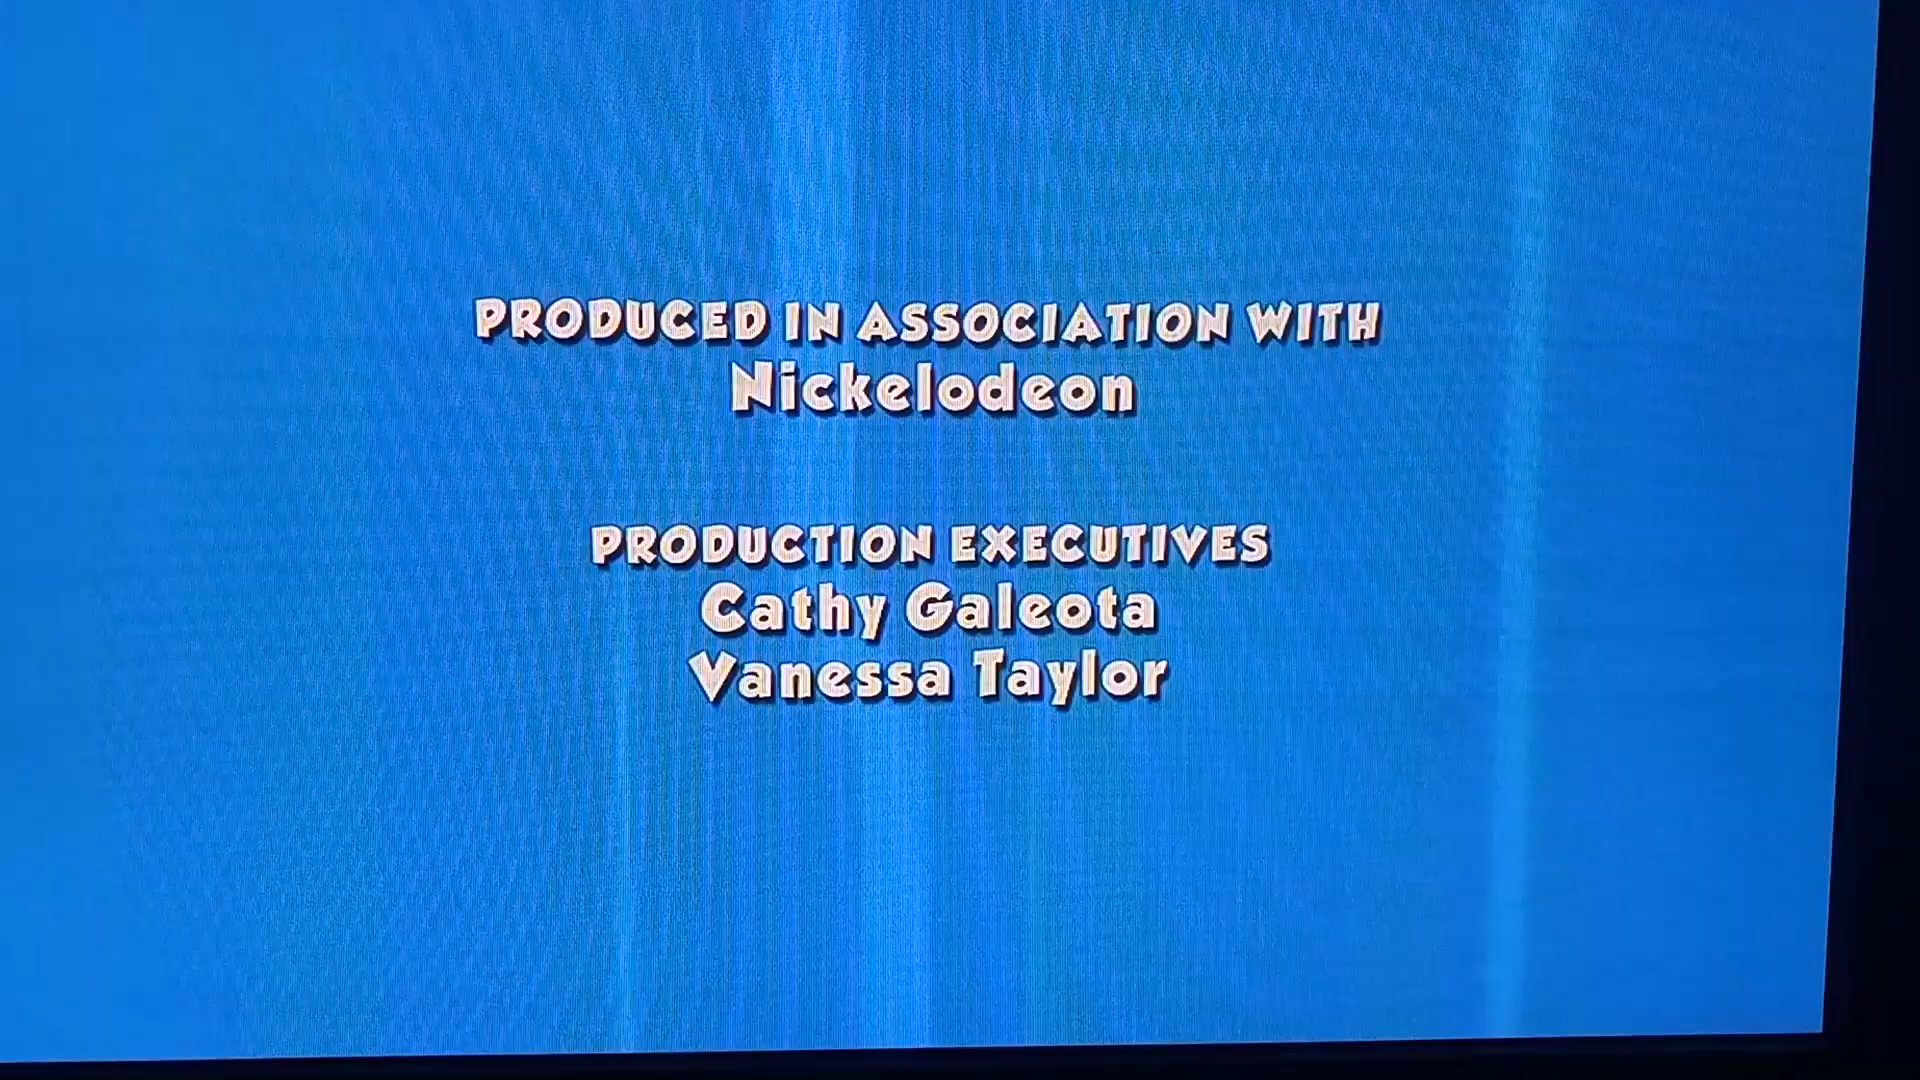 PRODUCED IN ASSOCIATION WITH
Nickelodeon
PRODUCTION EXECUTIVES
Cathy Galeota
Vanessa Taylor